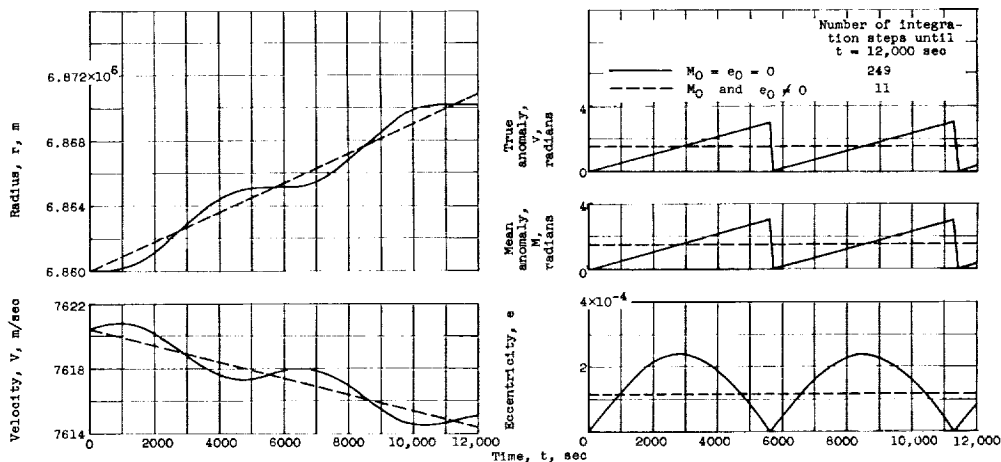 6.872×10⁶
6.868
6.864
6.860
Radius, r, m
7622
7618
7614
Velocity, V, m/sec
0 2000 4000 6000 8000 10,000 12,000
Number of integra-
tion steps until
t = 12,000 sec
M0 = e0 = 0 249
M0 and e0 ≠ 0 11
4
0
True
anomaly,
v,
radians
4
0
Mean
anomaly,
M,
radians
4×10⁻⁴
2
0
Eccentricity, e
0 2000 4000 6000 8000 10,000 12,000
Time, t, sec